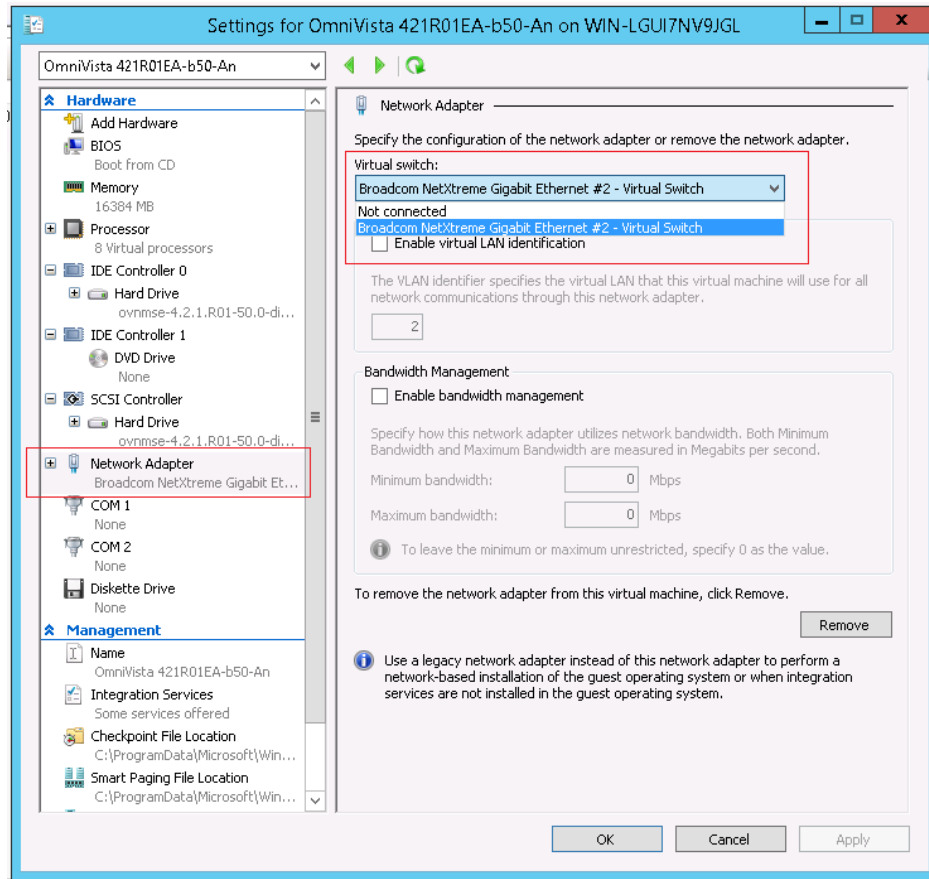 Settings for OmniVista 421R01EA-b50-An on WIN-LGUI7NV9JGL
OmniVista 421R01EA-b50-An
Hardware
Add Hardware
BIOS
Boot from CD
Memory
16384 MB
Processor
8 Virtual processors
IDE Controller 0
Hard Drive
ovnmse-4.2.1.R01-50.0-di...
IDE Controller 1
DVD Drive
None
SCSI Controller
Hard Drive
ovnmse-4.2.1.R01-50.0-di...
Network Adapter
Broadcom NetXtreme Gigabit Et...
COM 1
None
COM 2
None
Diskette Drive
None
Management
Name
OmniVista 421R01EA-b50-An
Integration Services
Some services offered
Checkpoint File Location
C:\ProgramData\Microsoft\Win...
Smart Paging File Location
C:\ProgramData\Microsoft\Win...
Network Adapter
Specify the configuration of the network adapter or remove the network adapter.
Virtual switch:
Broadcom NetXtreme Gigabit Ethernet #2 - Virtual Switch
Not connected
Broadcom NetXtreme Gigabit Ethernet #2 - Virtual Switch
Enable virtual LAN identification
The VLAN identifier specifies the virtual LAN that this virtual machine will use for all
network communications through this network adapter.
2
Bandwidth Management
Enable bandwidth management
Specify how this network adapter utilizes network bandwidth. Both Minimum
Bandwidth and Maximum Bandwidth are measured in Megabits per second.
Minimum bandwidth: 0 Mbps
Maximum bandwidth: 0 Mbps
To leave the minimum or maximum unrestricted, specify 0 as the value.
To remove the network adapter from this virtual machine, click Remove.
Remove
Use a legacy network adapter instead of this network adapter to perform a
network-based installation of the guest operating system or when integration
services are not installed in the guest operating system.
OK Cancel Apply